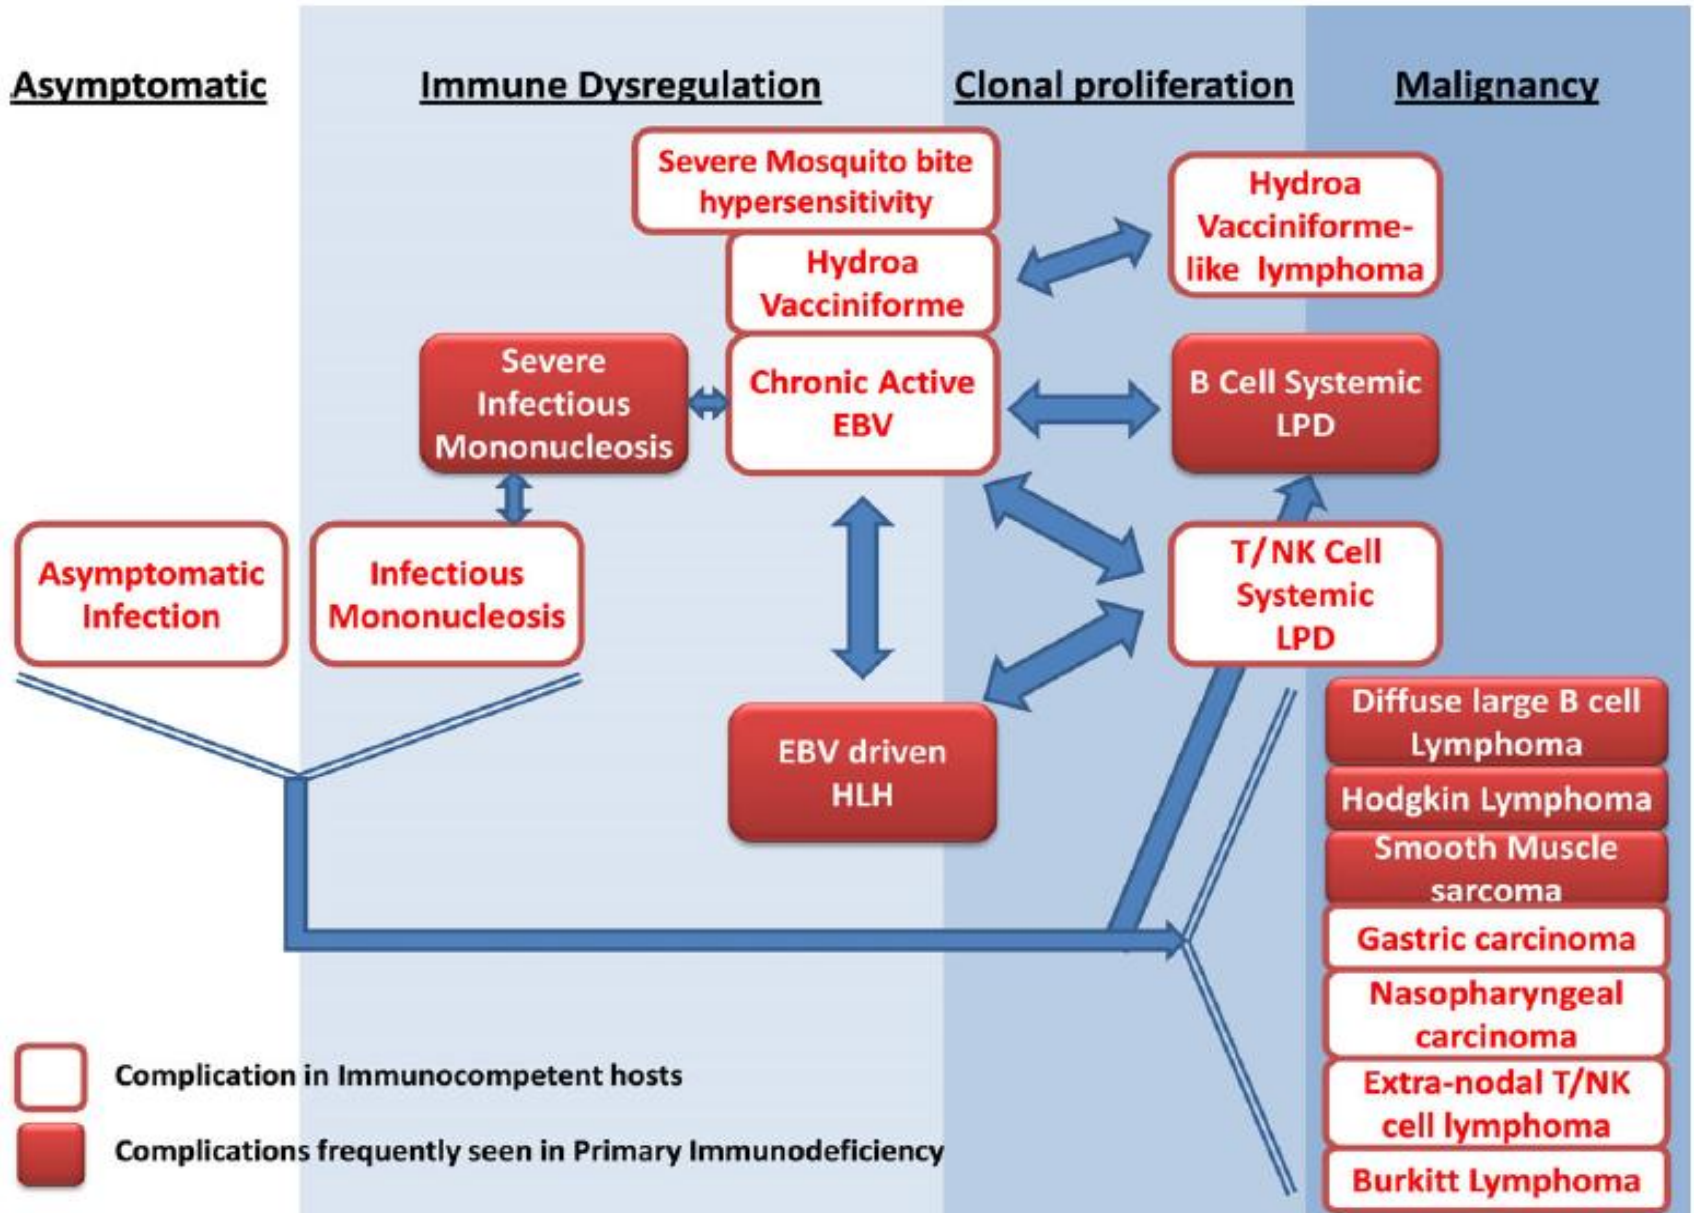 Asymptomatic
Immune Dysregulation
Clonal proliferation
Malignancy
Severe Mosquito bite
hypersensitivity
Hydroa
Vacciniforme
Chronic Active
EBV
Severe
Infectious
Mononucleosis
Asymptomatic
Infection
Infectious
Mononucleosis
EBV driven
HLH
Hydroa
Vacciniforme-
like lymphoma
B Cell Systemic
LPD
T/NK Cell
Systemic
LPD
Diffuse large B cell
Lymphoma
Hodgkin Lymphoma
Smooth Muscle
sarcoma
Gastric carcinoma
Nasopharyngeal
carcinoma
Extra-nodal T/NK
cell lymphoma
Burkitt Lymphoma
Complication in Immunocompetent hosts
Complications frequently seen in Primary Immunodeficiency